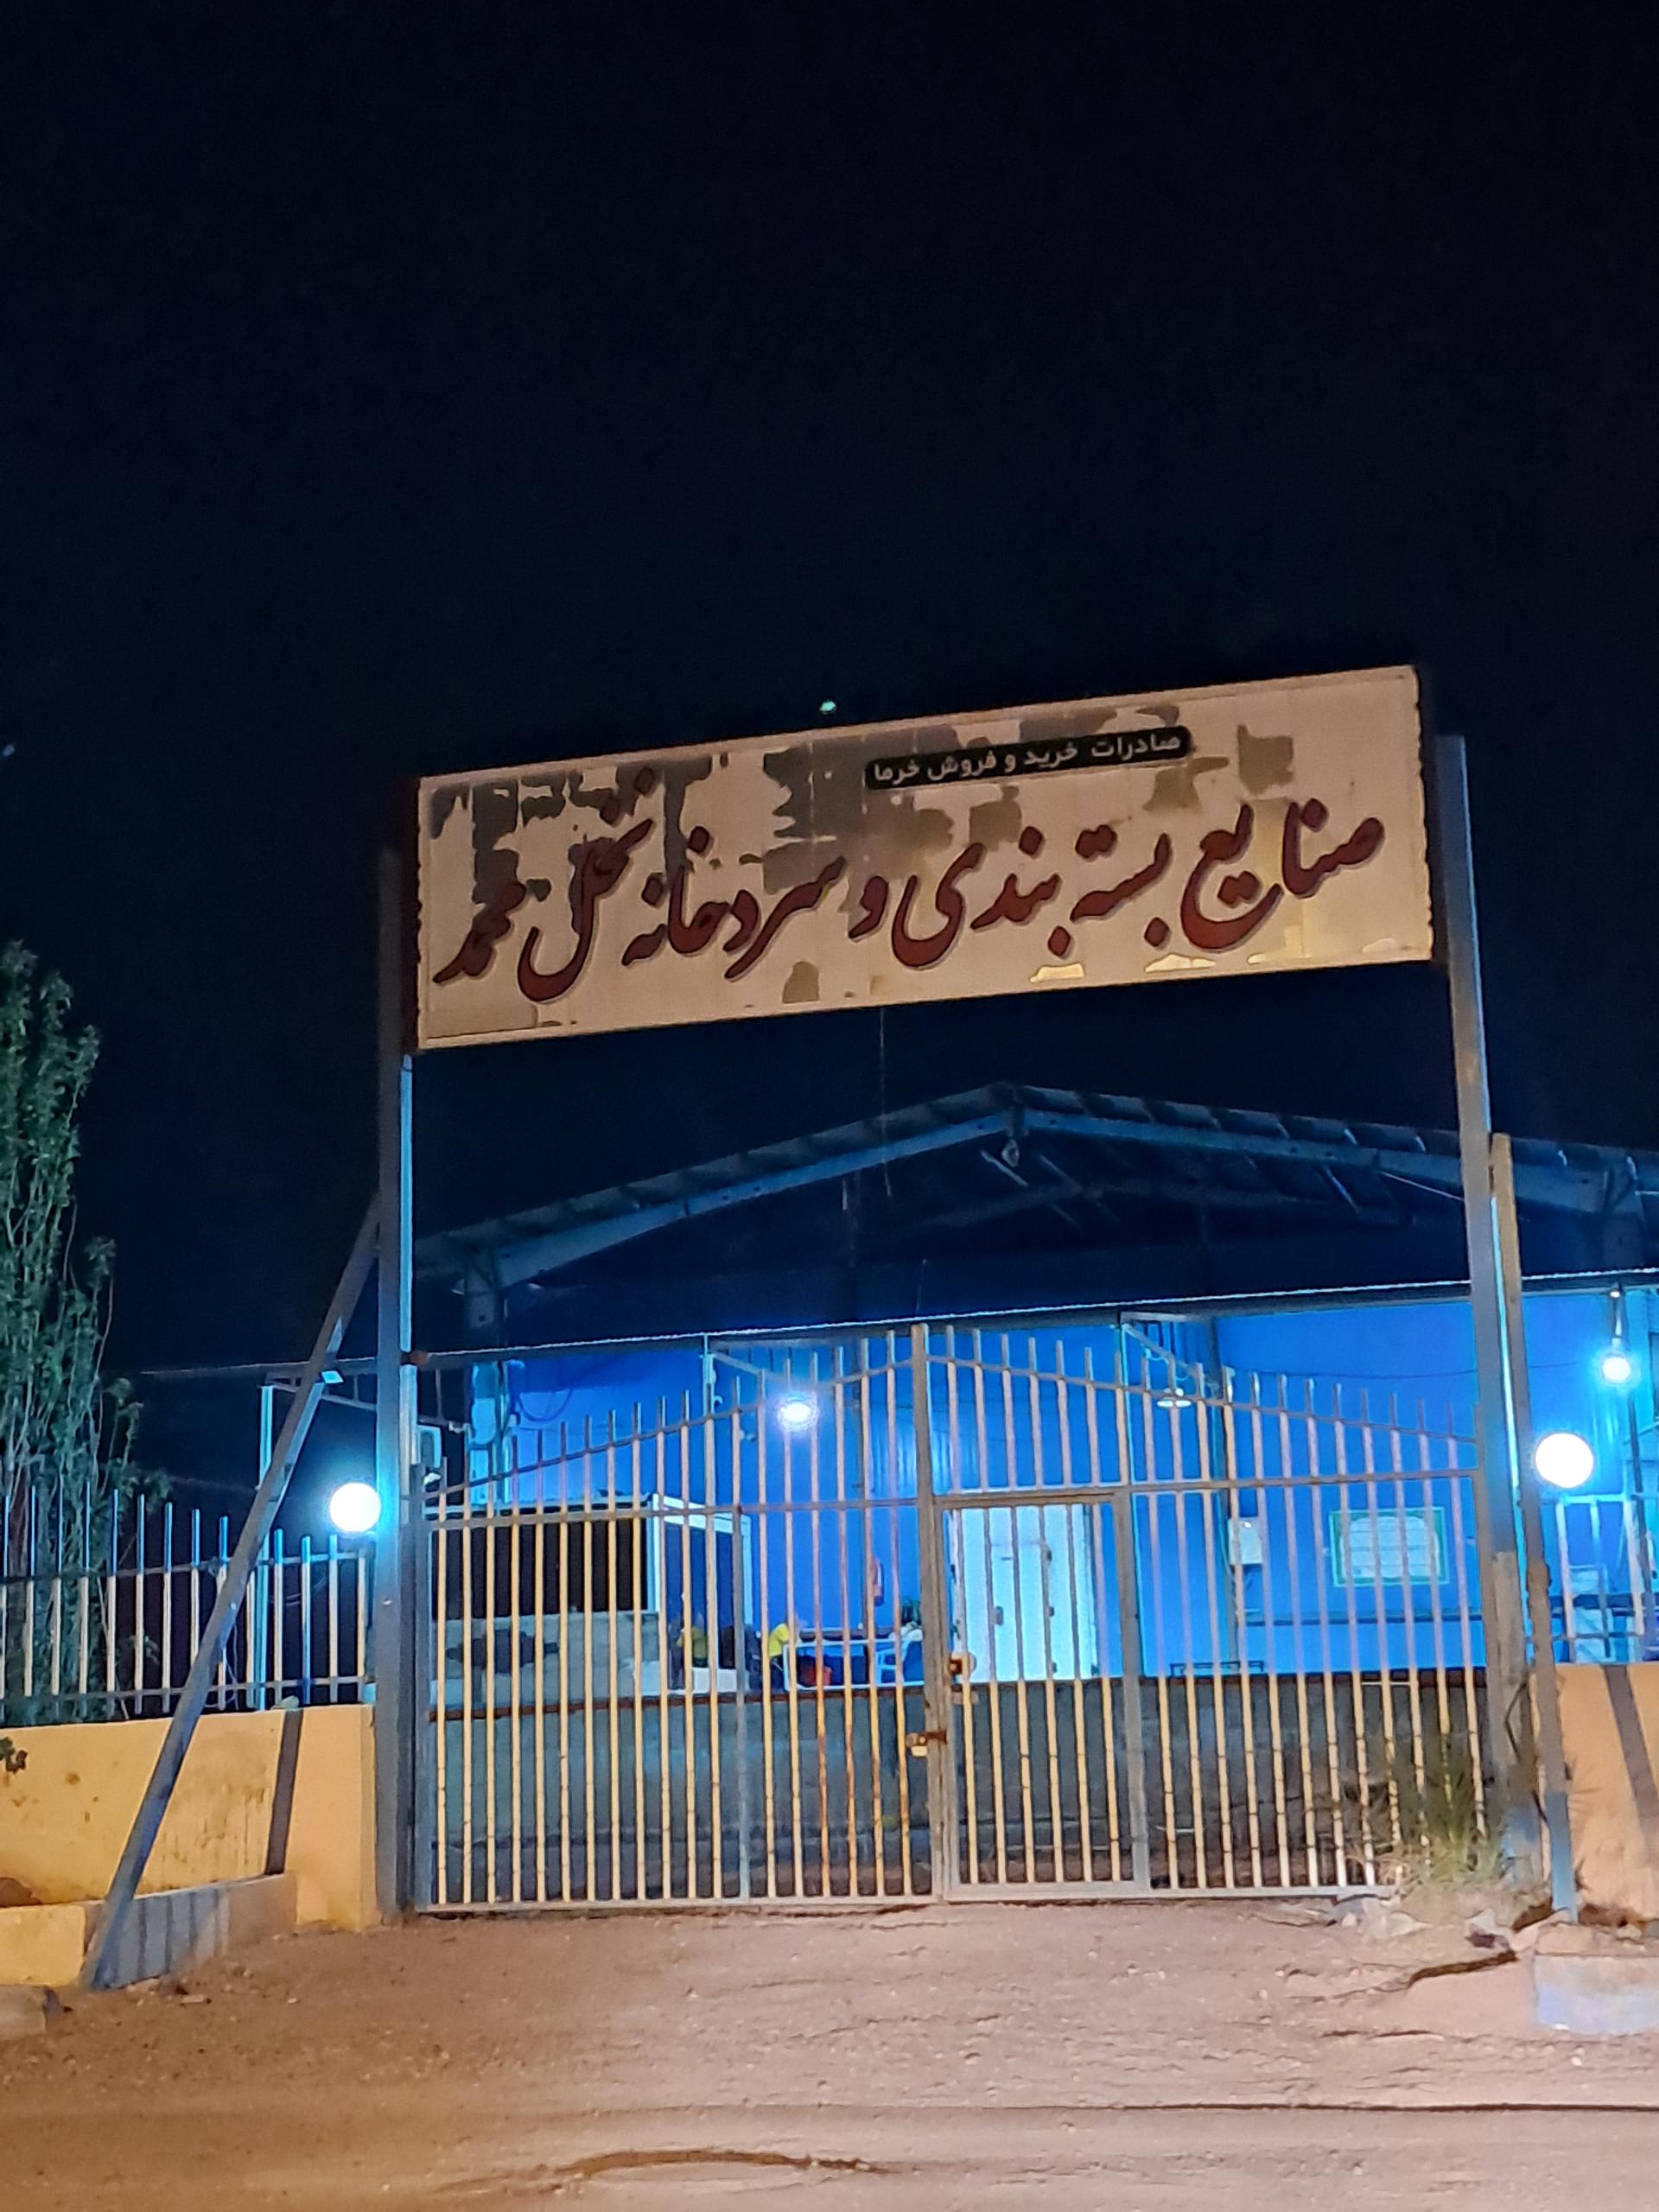 صادرات خرید و فروش خرما
صنایع بسته بندی و سردخانه نخل محمد